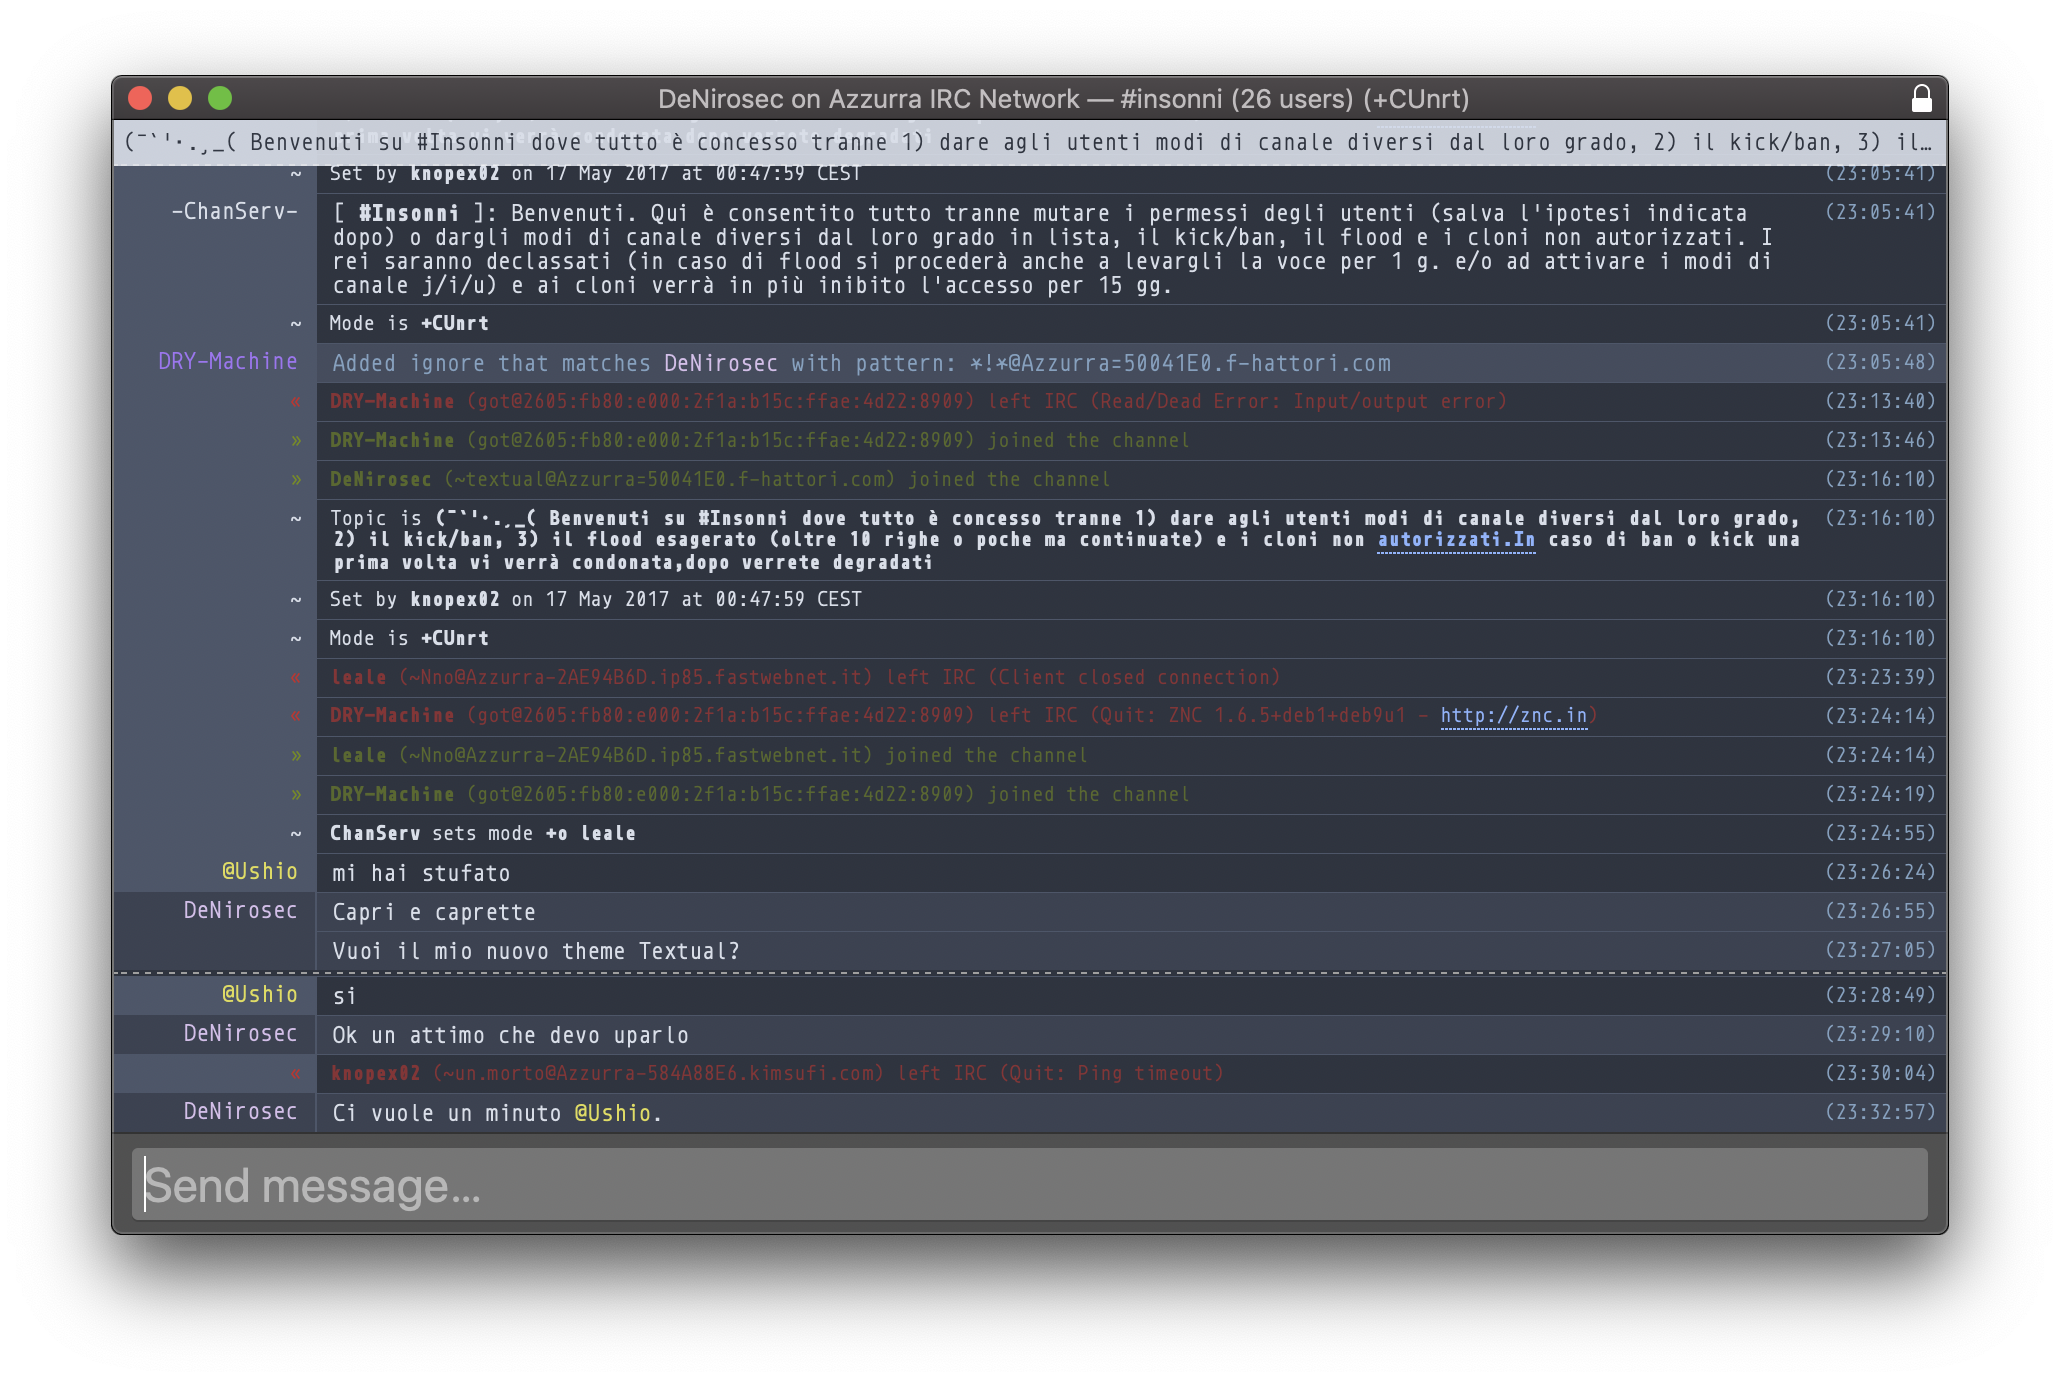 DeNirosec on Azzurra IRC Network — #insonni (26 users) (+CUnrt)
(¯`'·.¸_( Benvenuti su #Insonni dove tutto è concesso tranne 1) dare agli utenti modi di canale diversi dal loro grado, 2) il kick/ban, 3) il…
~ Set by knopex02 on 17 May 2017 at 00:47:59 CEST (23:05:41)
-ChanServ- [ #Insonni ]: Benvenuti. Qui è consentito tutto tranne mutare i permessi degli utenti (salva l'ipotesi indicata (23:05:41)
dopo) o dargli modi di canale diversi dal loro grado in lista, il kick/ban, il flood e i cloni non autorizzati. I
rei saranno declassati (in caso di flood si procederà anche a levargli la voce per 1 g. e/o ad attivare i modi di
canale j/i/u) e ai cloni verrà in più inibito l'accesso per 15 gg.
~ Mode is +CUnrt (23:05:41)
DRY-Machine Added ignore that matches DeNirosec with pattern: *!*@Azzurra=50041E0.f-hattori.com (23:05:48)
« DRY-Machine (got@2605:fb80:e000:2f1a:b15c:ffae:4d22:8909) left IRC (Read/Dead Error: Input/output error) (23:13:40)
» DRY-Machine (got@2605:fb80:e000:2f1a:b15c:ffae:4d22:8909) joined the channel (23:13:46)
» DeNirosec (~textual@Azzurra=50041E0.f-hattori.com) joined the channel (23:16:10)
~ Topic is (¯`'·.¸_( Benvenuti su #Insonni dove tutto è concesso tranne 1) dare agli utenti modi di canale diversi dal loro grado, (23:16:10)
2) il kick/ban, 3) il flood esagerato (oltre 10 righe o poche ma continuate) e i cloni non autorizzati.In caso di ban o kick una
prima volta vi verrà condonata,dopo verrete degradati
~ Set by knopex02 on 17 May 2017 at 00:47:59 CEST (23:16:10)
~ Mode is +CUnrt (23:16:10)
« leale (~Nno@Azzurra-2AE94B6D.ip85.fastwebnet.it) left IRC (Client closed connection) (23:23:39)
« DRY-Machine (got@2605:fb80:e000:2f1a:b15c:ffae:4d22:8909) left IRC (Quit: ZNC 1.6.5+deb1+deb9u1 - http://znc.in) (23:24:14)
» leale (~Nno@Azzurra-2AE94B6D.ip85.fastwebnet.it) joined the channel (23:24:14)
» DRY-Machine (got@2605:fb80:e000:2f1a:b15c:ffae:4d22:8909) joined the channel (23:24:19)
~ ChanServ sets mode +o leale (23:24:55)
@Ushio mi hai stufato (23:26:24)
DeNirosec Capri e caprette (23:26:55)
Vuoi il mio nuovo theme Textual? (23:27:05)
@Ushio si (23:28:49)
DeNirosec Ok un attimo che devo uparlo (23:29:10)
« knopex02 (~un.morto@Azzurra-584A88E6.kimsufi.com) left IRC (Quit: Ping timeout) (23:30:04)
DeNirosec Ci vuole un minuto @Ushio. (23:32:57)
Send message...